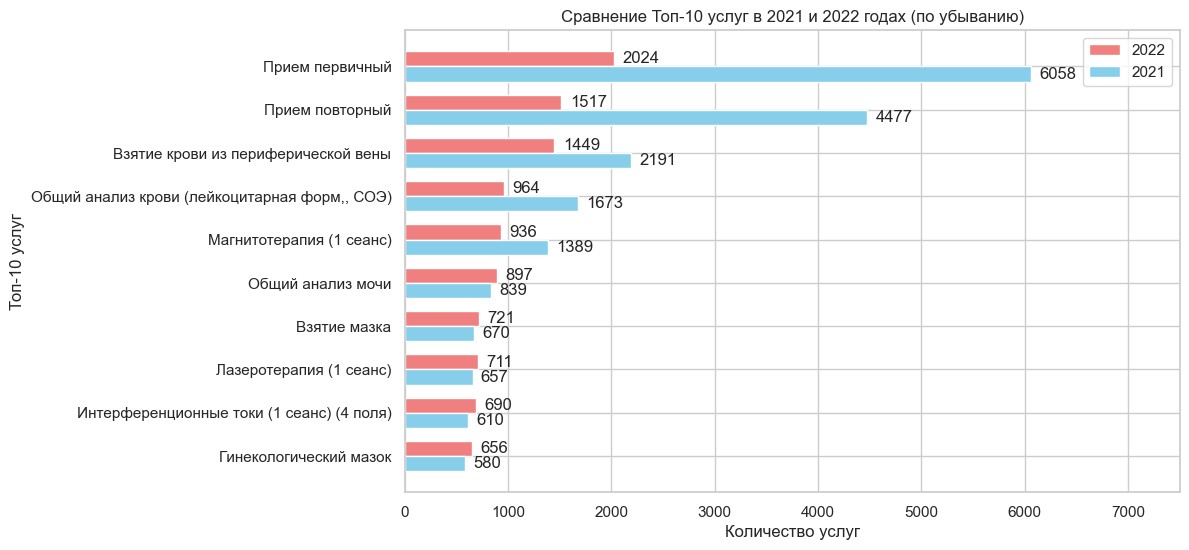 Сравнение Топ-10 услуг в 2021 и 2022 годах (по убыванию)
2022
2021
Топ-10 услуг
Прием первичный
2024
6058
Прием повторный
1517
4477
Взятие крови из периферической вены
1449
2191
Общий анализ крови (лейкоцитарная форм,, СОЭ)
964
1673
Магнитотерапия (1 сеанс)
936
1389
Общий анализ мочи
897
839
Взятие мазка
721
670
Лазеротерапия (1 сеанс)
711
657
Интерференционные токи (1 сеанс) (4 поля)
690
610
Гинекологический мазок
656
580
0 1000 2000 3000 4000 5000 6000 7000
Количество услуг